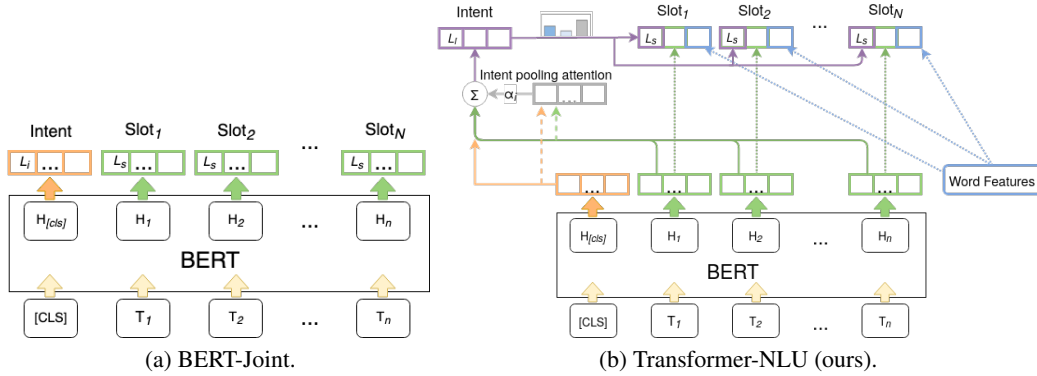 Intent Slot1 Slot2 ... SlotN
Li ... Ls ... Ls ... Ls ...
H[cls] H1 H2 ... Hn
BERT
[CLS] T1 T2 ... Tn
(a) BERT-Joint.
Intent Slot1 Slot2 ... SlotN
LI Ls Ls Ls
Intent pooling attention
Σ αi ...
Word Features
... ... ... ...
H[cls] H1 H2 ... Hn
BERT
[CLS] T1 T2 ... Tn
(b) Transformer-NLU (ours).